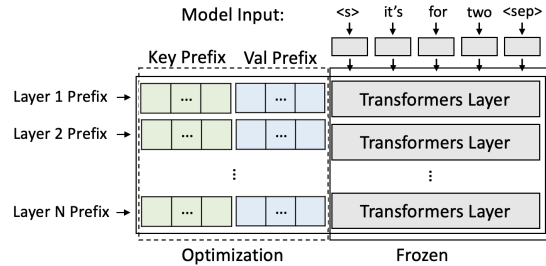 Model Input: <s> it's for two <sep>
Key Prefix Val Prefix
Layer 1 Prefix ... ... Transformers Layer
Layer 2 Prefix ... ... Transformers Layer
⋮ ⋮
Layer N Prefix ... ... Transformers Layer
Optimization Frozen